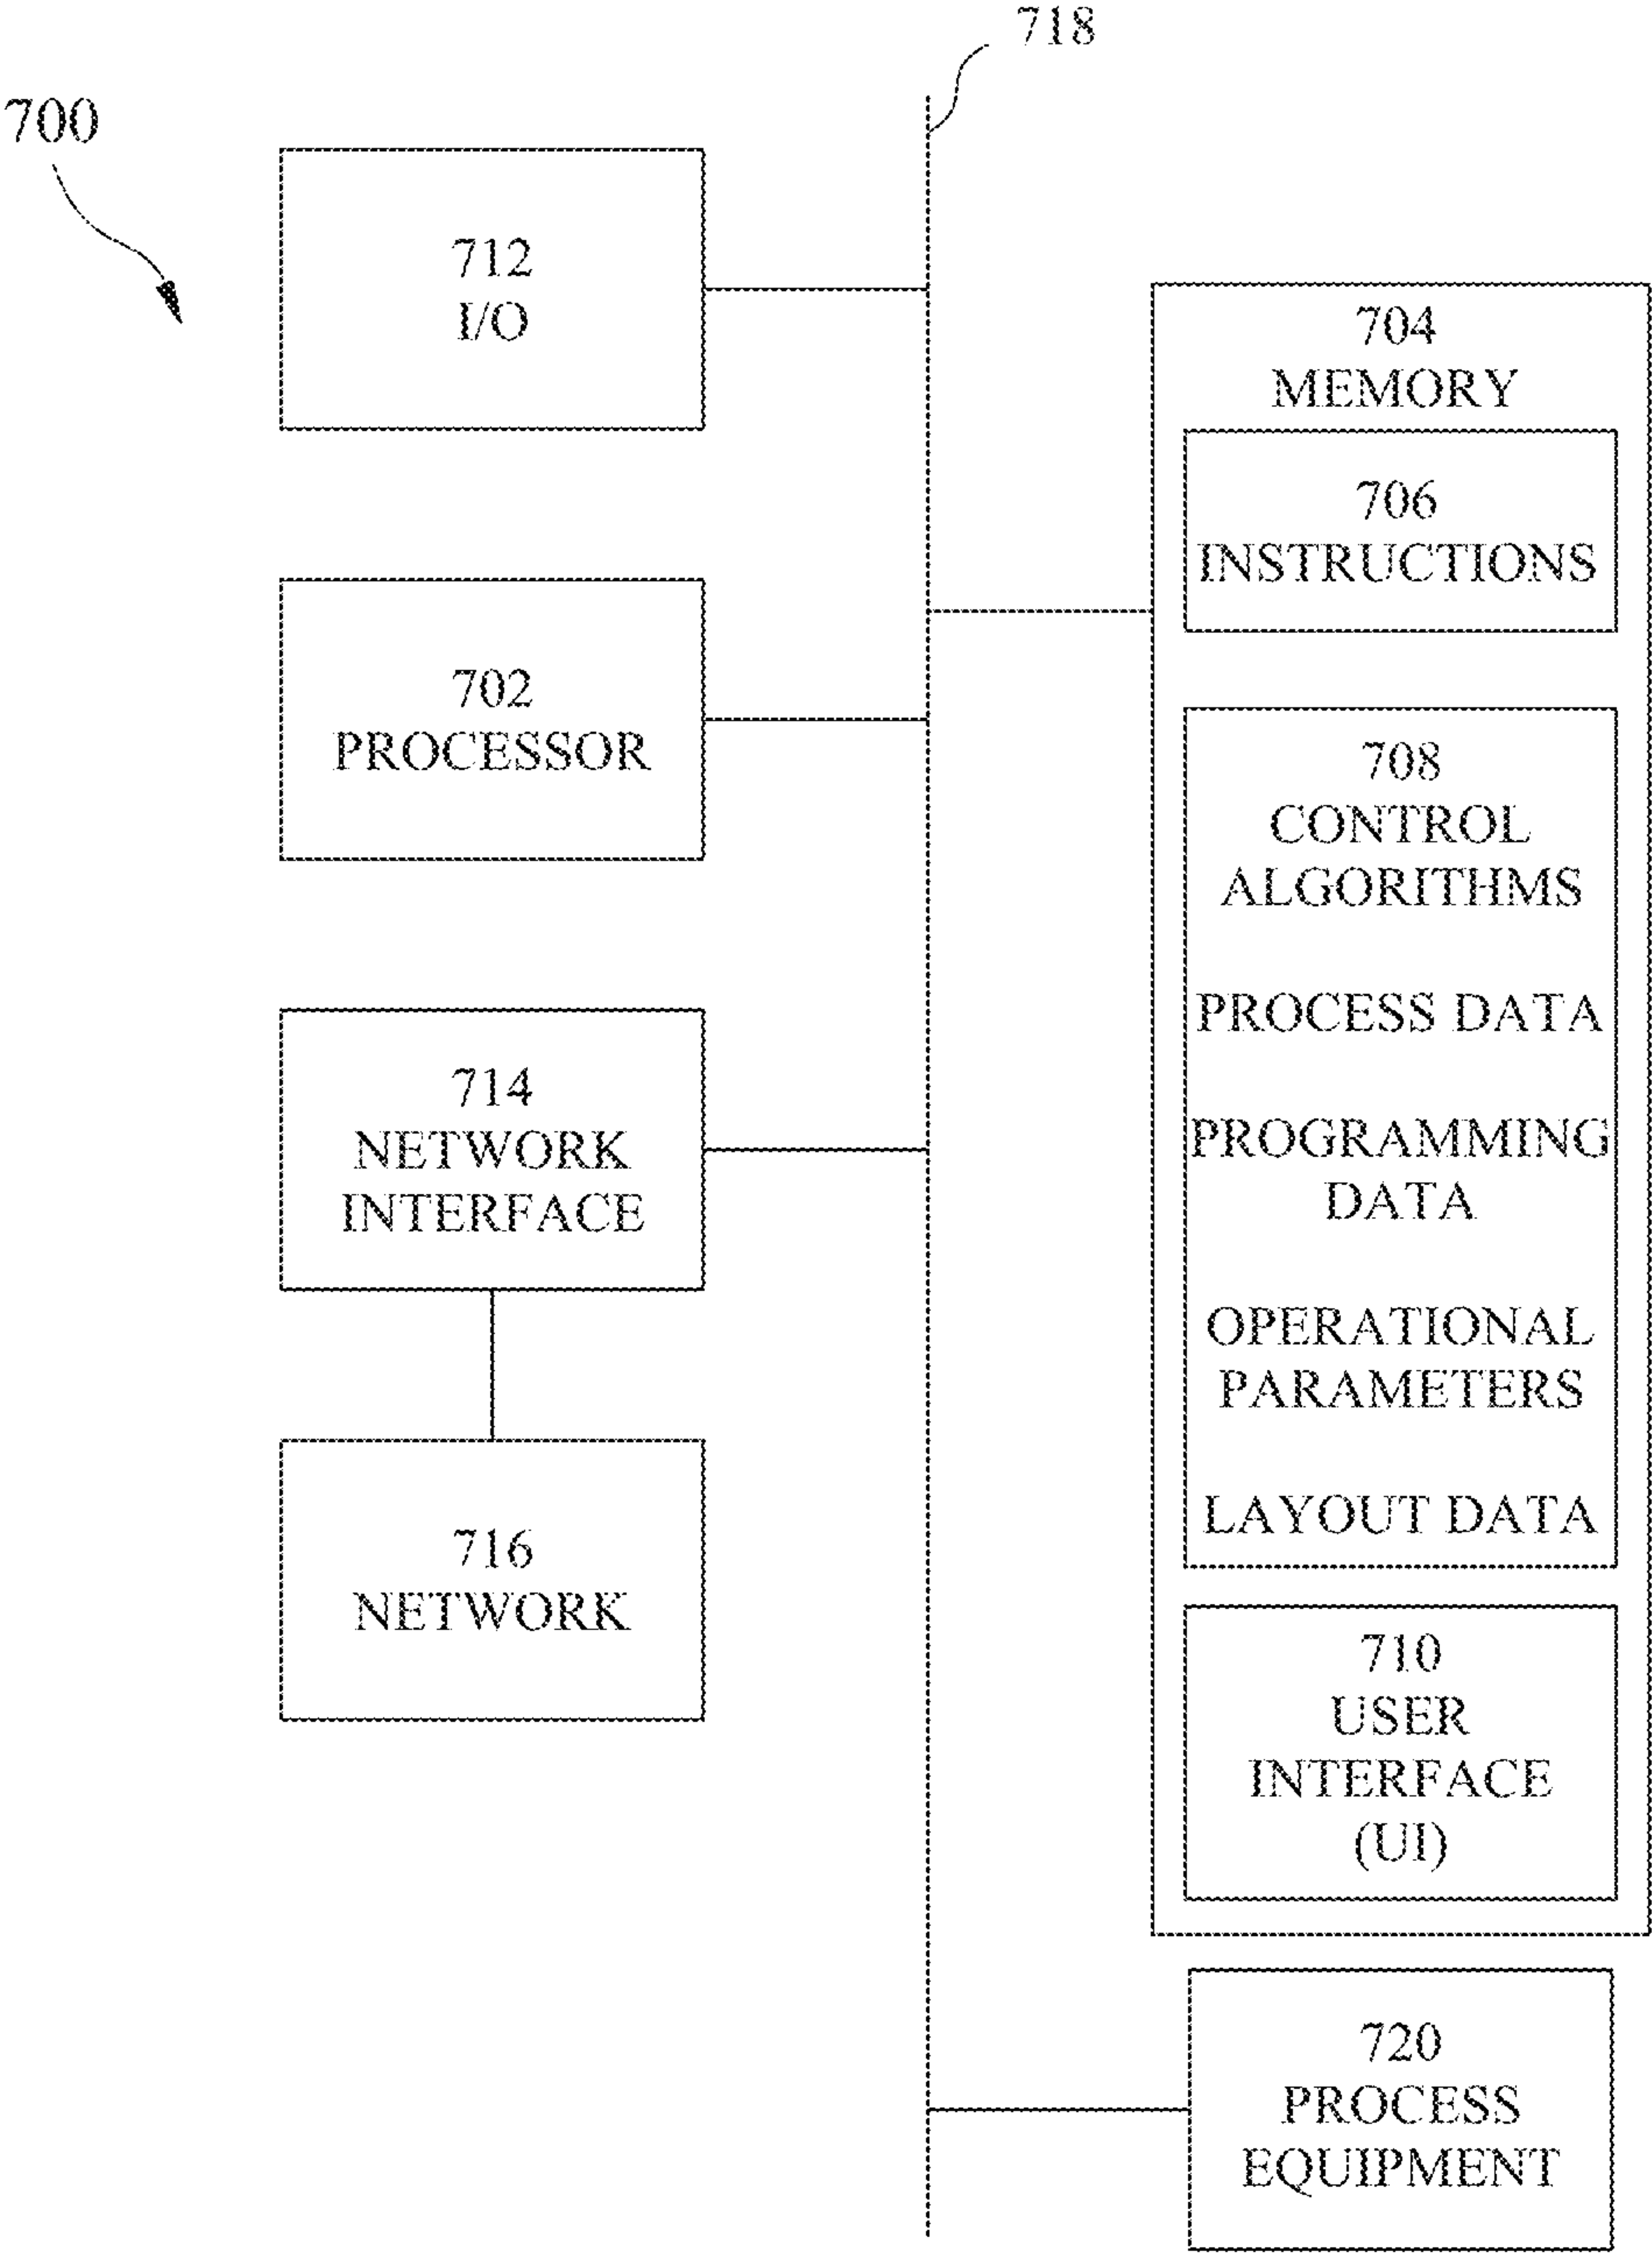 718
700
712
I/O
702
PROCESSOR
714
NETWORK
INTERFACE
716
NETWORK
704
MEMORY
706
INSTRUCTIONS
708
CONTROL
ALGORITHMS
PROCESS DATA
PROGRAMMING
DATA
OPERATIONAL
PARAMETERS
LAYOUT DATA
710
USER
INTERFACE
(UI)
720
PROCESS
EQUIPMENT